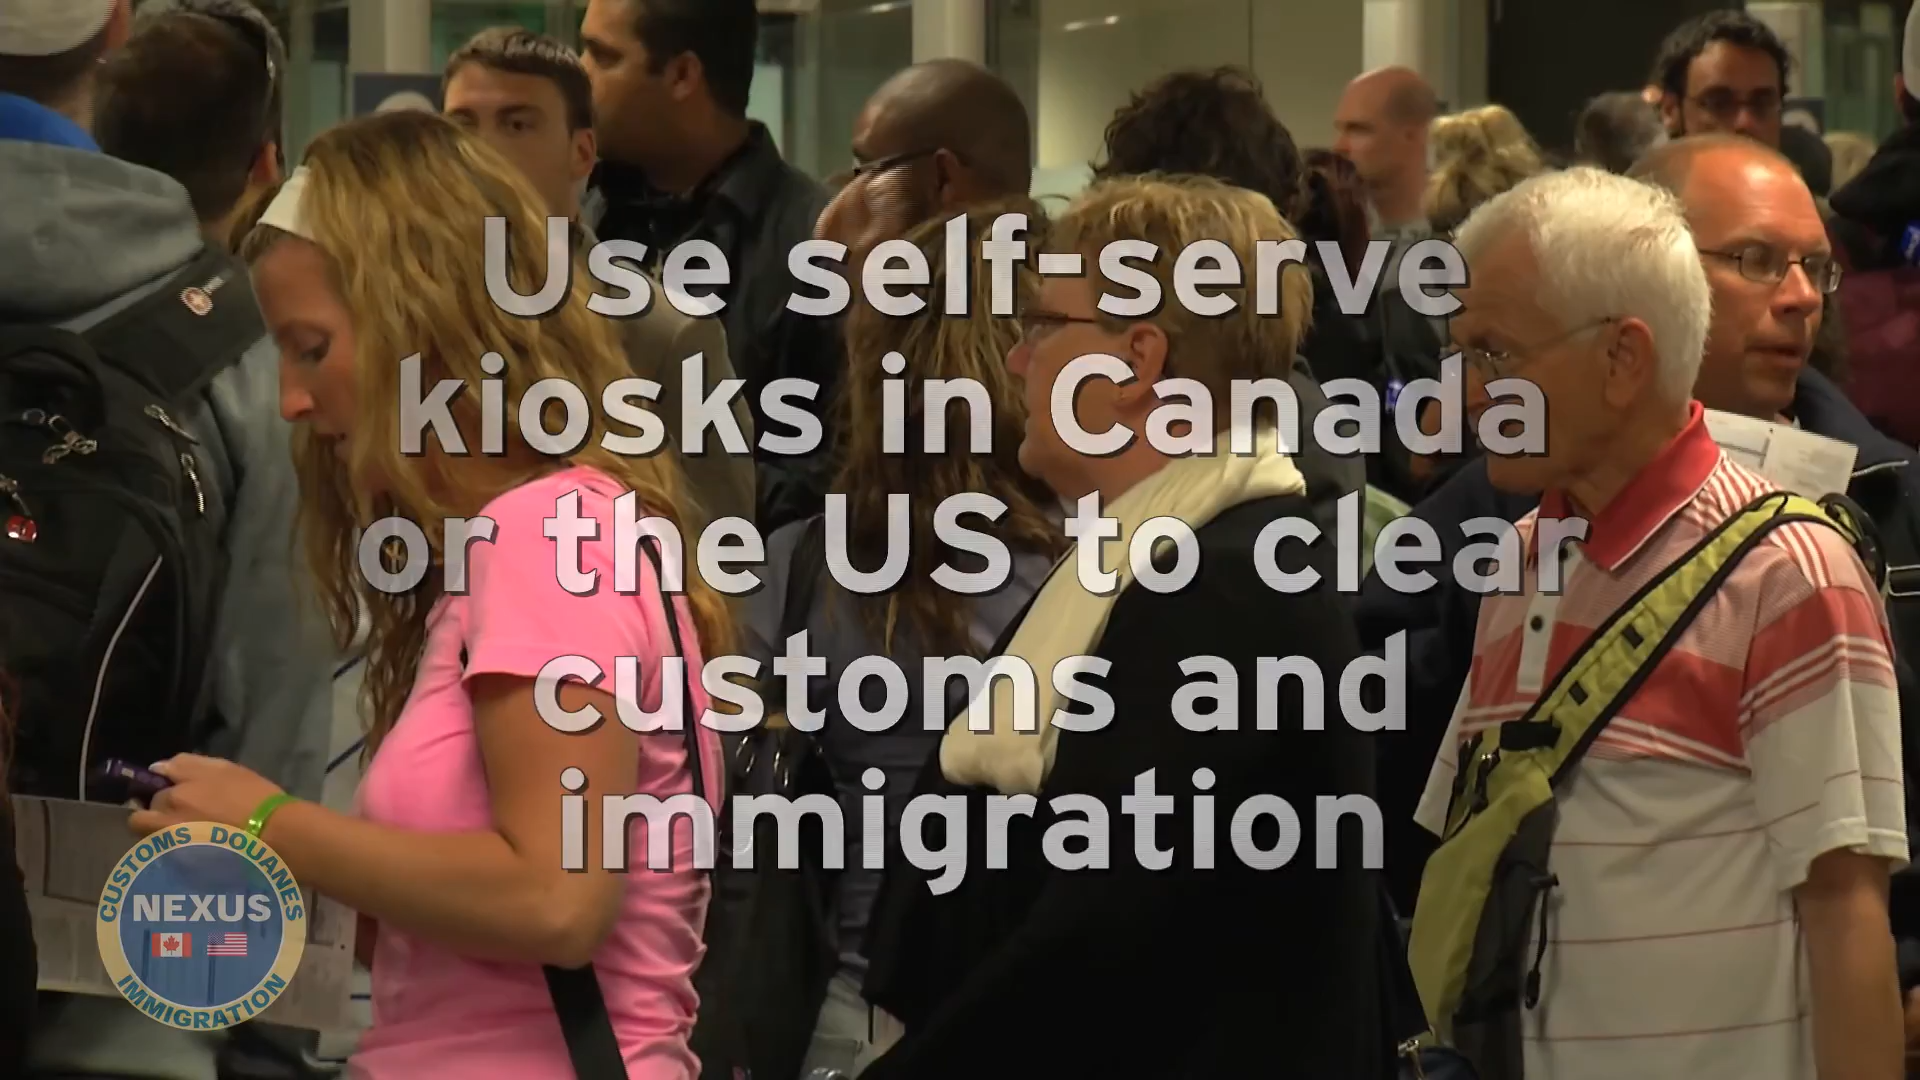 Use self-serve
kiosks in Canada
or the US to clear
customs and
immigration
CUSTOMS DOUANES
NEXUS
IMMIGRATION